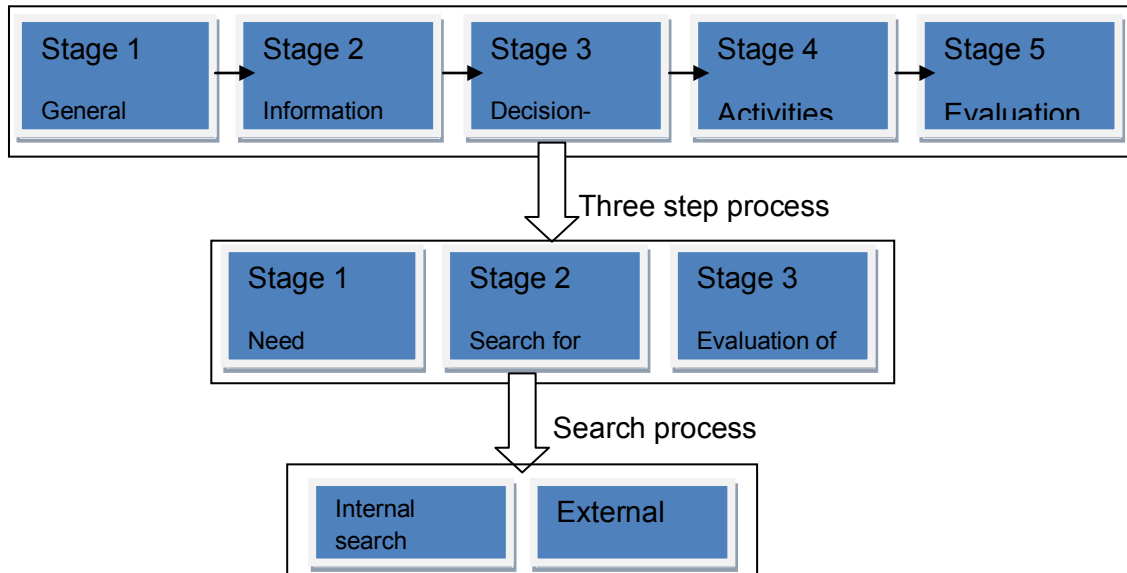 Stage 1
General
Stage 2
Information
Stage 3
Decision-
Stage 4
Activities
Stage 5
Evaluation
Three step process
Stage 1
Need
Stage 2
Search for
Stage 3
Evaluation of
Search process
Internal
search
External